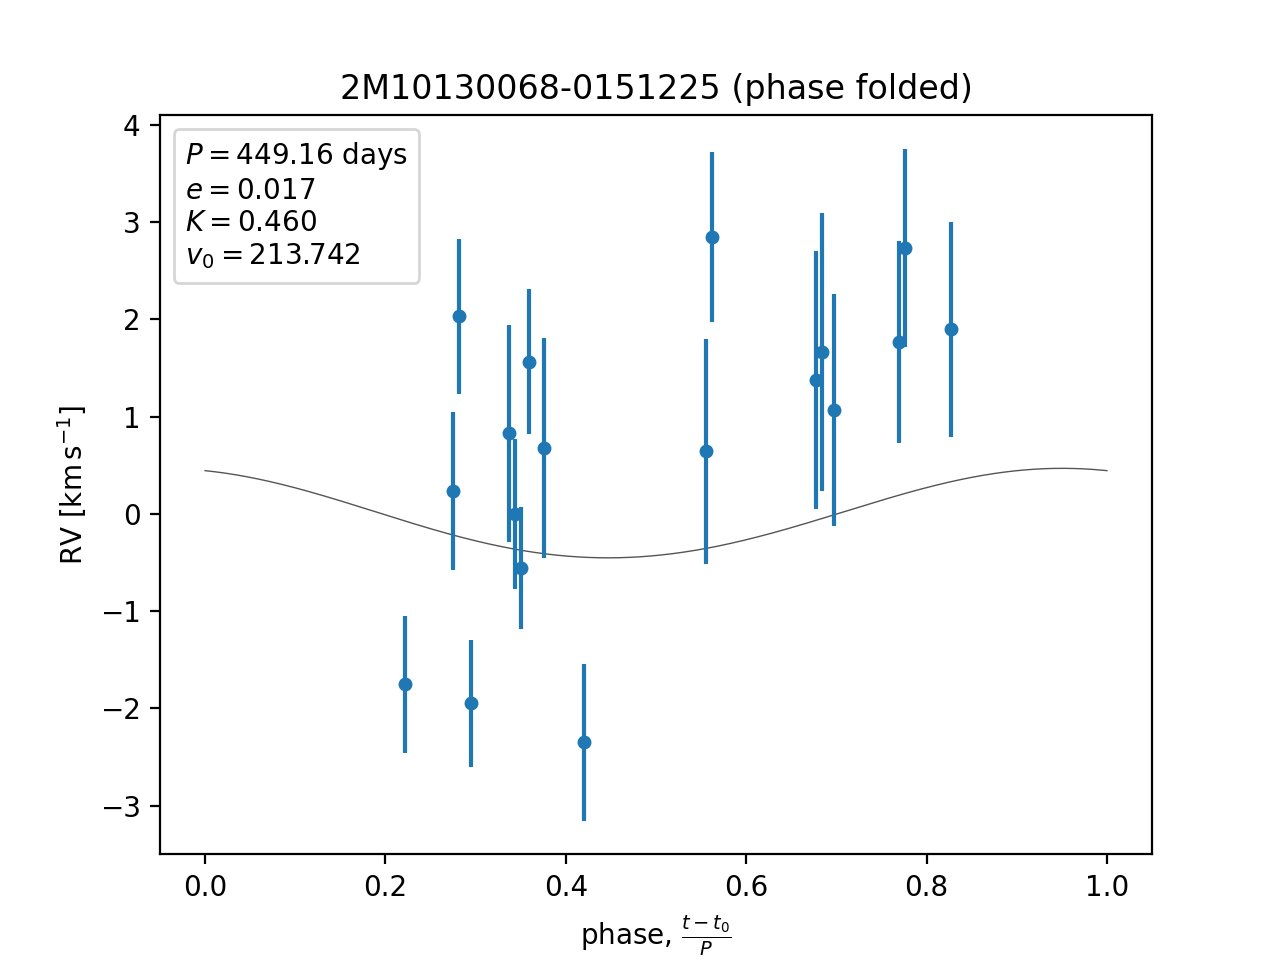 2M10130068-0151225 (phase folded)
P = 449.16 days
e = 0.017
K = 0.460
v₀ = 213.742
4
3
2
1
0
−1
−2
−3
RV [km s⁻¹]
0.0 0.2 0.4 0.6 0.8 1.0
phase, (t − t₀)/P